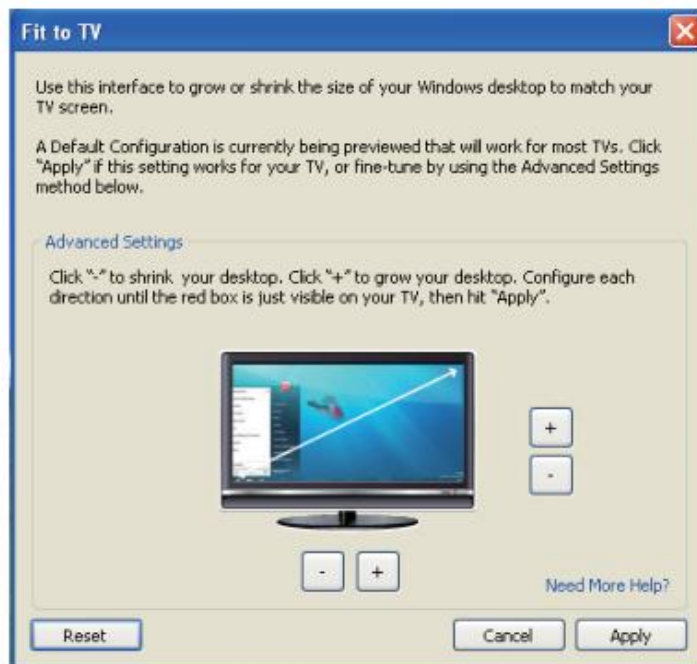 Fit to TV
Use this interface to grow or shrink the size of your Windows desktop to match your
TV screen.
A Default Configuration is currently being previewed that will work for most TVs. Click
"Apply" if this setting works for your TV, or fine-tune by using the Advanced Settings
method below.
Advanced Settings
Click "-" to shrink your desktop. Click "+" to grow your desktop. Configure each
direction until the red box is just visible on your TV, then hit "Apply".
+
-
- +
Need More Help?
Reset Cancel Apply